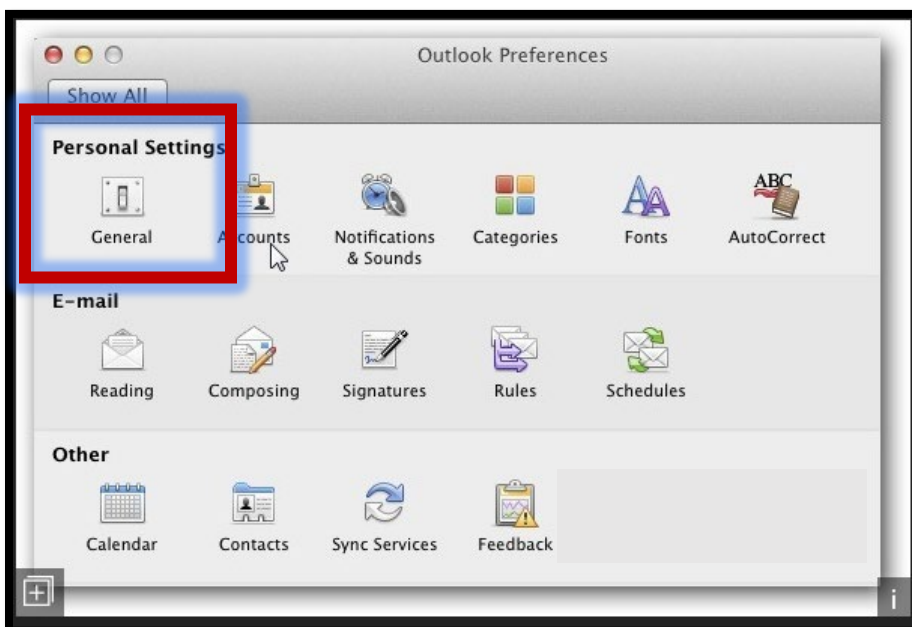 Outlook Preferences
Show All
Personal Settings
General
Accounts
Notifications
& Sounds
Categories
Fonts
ABC
AutoCorrect
E-mail
Reading
Composing
Signatures
Rules
Schedules
Other
Calendar
Contacts
Sync Services
Feedback
i